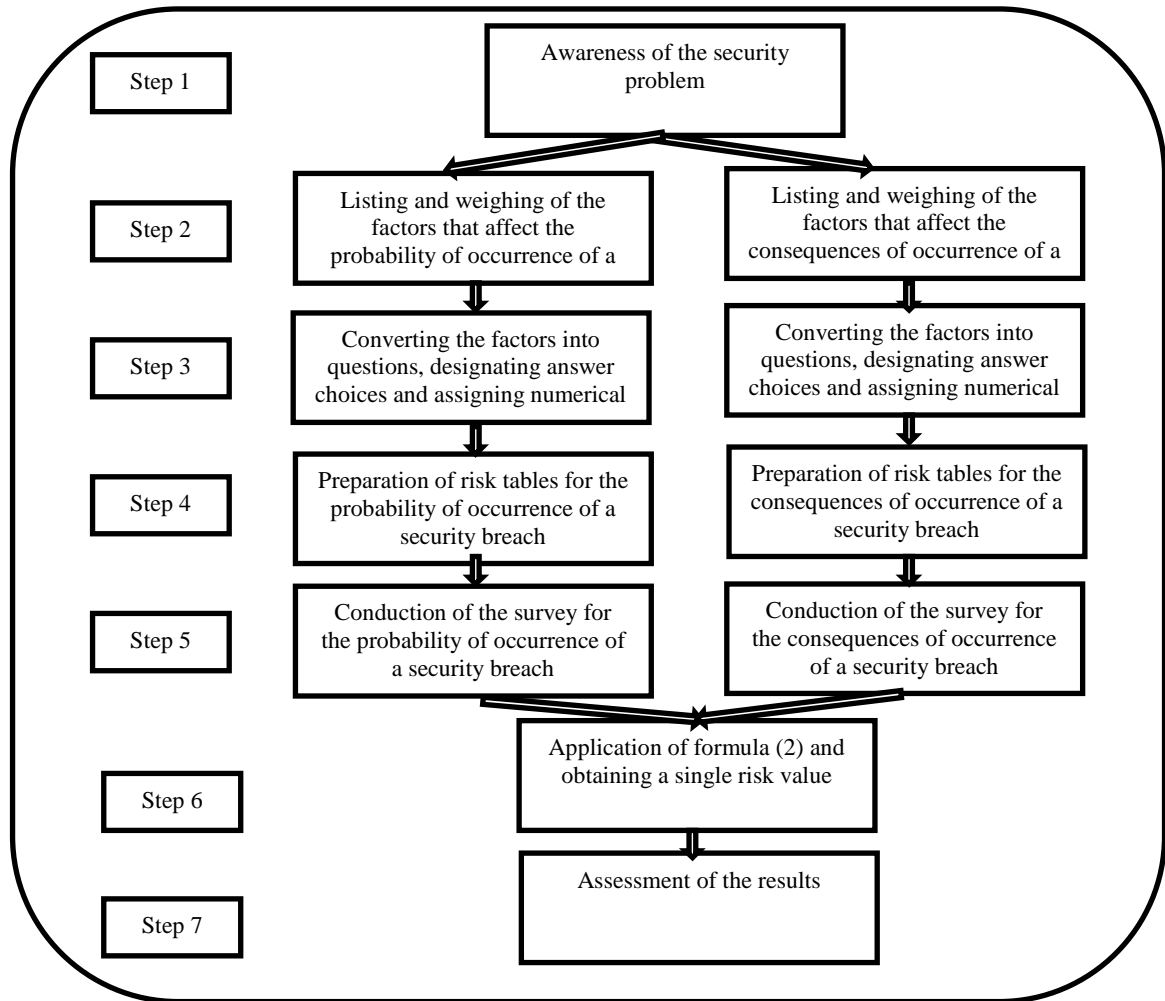 Step 1
Awareness of the security
problem
Step 2
Listing and weighing of the
factors that affect the
probability of occurrence of a
Listing and weighing of the
factors that affect the
consequences of occurrence of a
Step 3
Converting the factors into
questions, designating answer
choices and assigning numerical
Converting the factors into
questions, designating answer
choices and assigning numerical
Step 4
Preparation of risk tables for the
probability of occurrence of a
security breach
Preparation of risk tables for the
consequences of occurrence of a
security breach
Step 5
Conduction of the survey for
the probability of occurrence of
a security breach
Conduction of the survey for
the consequences of occurrence
of a security breach
Step 6
Application of formula (2) and
obtaining a single risk value
Step 7
Assessment of the results